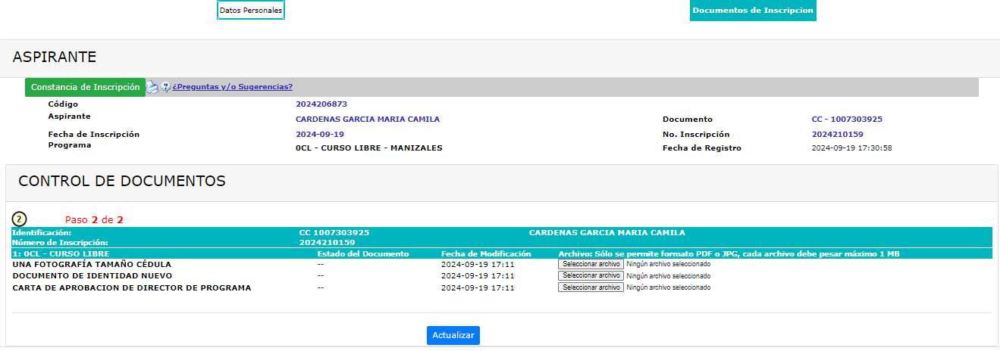 Datos Personales
Documentos de Inscripcion
ASPIRANTE
Constancia de Inscripción ¿Preguntas y/o Sugerencias?
Código 2024206873
Aspirante CARDENAS GARCIA MARIA CAMILA Documento CC - 1007303925
Fecha de Inscripción 2024-09-19 No. Inscripción 2024210159
Programa 0CL - CURSO LIBRE - MANIZALES Fecha de Registro 2024-09-19 17:30:58
CONTROL DE DOCUMENTOS
2 Paso 2 de 2
Identificación: CC 1007303925 CARDENAS GARCIA MARIA CAMILA
Número de Inscripción: 2024210159
1: 0CL - CURSO LIBRE Estado del Documento Fecha de Modificación Archivo: Sólo se permite formato PDF o JPG, cada archivo debe pesar máximo 1 MB
UNA FOTOGRAFÍA TAMAÑO CÉDULA -- 2024-09-19 17:11 Seleccionar archivo Ningún archivo seleccionado
DOCUMENTO DE IDENTIDAD NUEVO -- 2024-09-19 17:11 Seleccionar archivo Ningún archivo seleccionado
CARTA DE APROBACION DE DIRECTOR DE PROGRAMA -- 2024-09-19 17:11 Seleccionar archivo Ningún archivo seleccionado
Actualizar